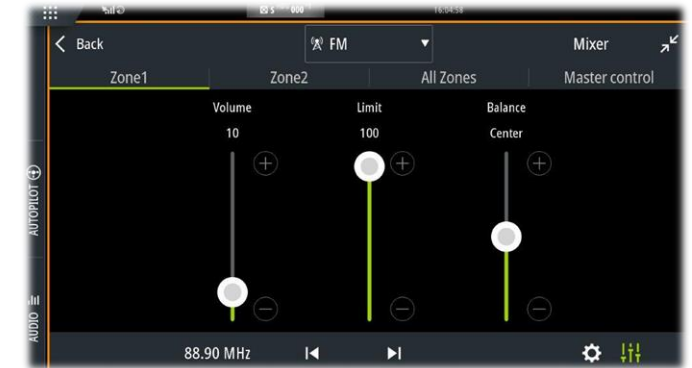 16:04:58
Back
FM
Mixer
Zone1
Zone2
All Zones
Master control
Volume
Limit
Balance
10
100
Center
AUTOPILOT
AUDIO
88.90 MHz